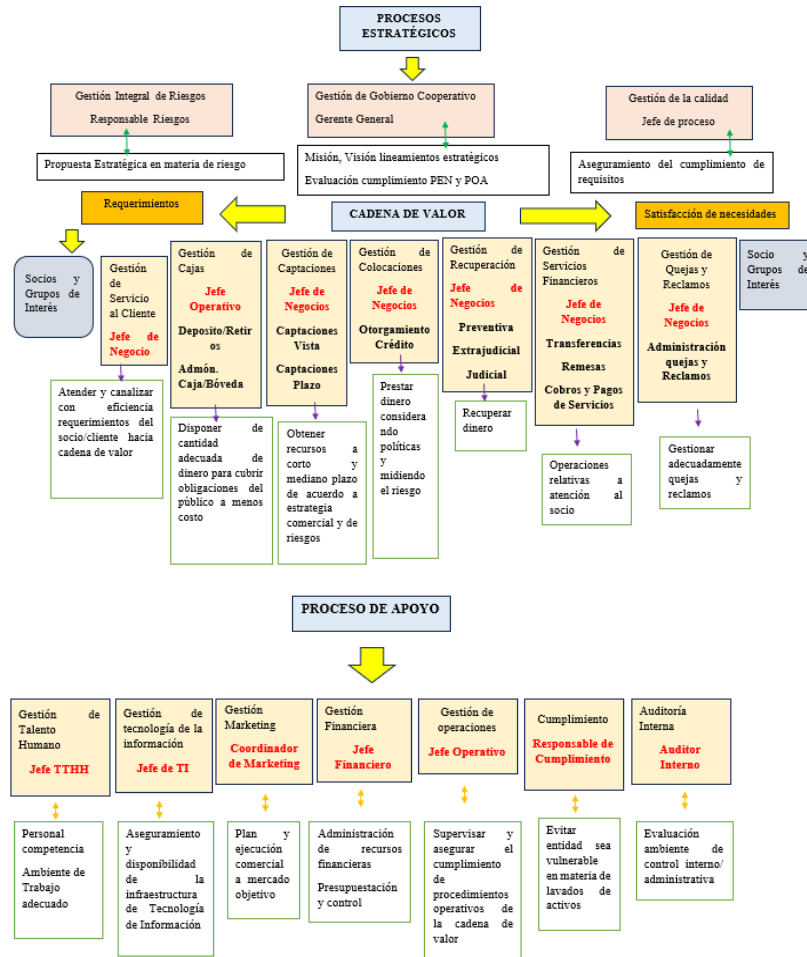 PROCESOS
ESTRATÉGICOS
Gestión Integral de Riesgos
Responsable Riesgos
Gestión de Gobierno Cooperativo
Gerente General
Gestión de la calidad
Jefe de proceso
Propuesta Estratégica en materia de riesgo
Misión, Visión lineamientos estratégicos
Evaluación cumplimiento PEN y POA
Aseguramiento del cumplimiento de
requisitos
Requerimientos
CADENA DE VALOR
Satisfacción de necesidades
Socios y
Grupos de
Interés
Gestión
de
Servicio
al Cliente
Jefe de
Negocio
Gestión de
Cajas
Jefe
Operativo
Deposito/Retir
os
Admón.
Caja/Bóveda
Gestión de
Captaciones
Jefe de
Negocios
Captaciones
Vista
Captaciones
Plazo
Gestión de
Colocaciones
Jefe de
Negocios
Otorgamiento
Crédito
Gestión de
Recuperación
Jefe de
Negocios
Preventiva
Extrajudicial
Judicial
Gestión de
Servicios
Financieros
Jefe de
Negocios
Transferencias
Remesas
Cobros y Pagos
de Servicios
Gestión de
Quejas y
Reclamos
Jefe de
Negocios
Administración
quejas y
Reclamos
Socio y
Grupos de
Interés
Atender y canalizar
con eficiencia
requerimientos del
socio/cliente hacia
cadena de valor
Disponer de
cantidad
adecuada de
dinero para cubrir
obligaciones del
público a menos
costo
Obtener
recursos a
corto y
mediano plazo
de acuerdo a
estrategia
comercial y de
riesgos
Prestar
dinero
considera
ndo
políticas
y
midiendo
el riesgo
Recuperar
dinero
Operaciones
relativas a
atención al
socio
Gestionar
adecuadamente
quejas y
reclamos
PROCESO DE APOYO
Gestión de
Talento
Humano
Jefe TTHH
Gestión de
tecnología de la
información
Jefe de TI
Gestión
Marketing
Coordinador
de Marketing
Gestión
Financiera
Jefe
Financiero
Gestión de
operaciones
Jefe Operativo
Cumplimiento
Responsable de
Cumplimiento
Auditoría
Interna
Auditor
Interno
Personal
competencia
Ambiente de
Trabajo
adecuado
Aseguramiento
y
disponibilidad
de la
infraestructura
de Tecnología
de Información
Plan y
ejecución
comercial
a mercado
objetivo
Administración
de recursos
financieras
Presupuestación
y control
Supervisar y
asegurar el
cumplimiento
de
procedimientos
operativos de
la cadena de
valor
Evitar
entidad sea
vulnerable
en materia de
lavados de
activos
Evaluación
ambiente de
control interno/
administrativa